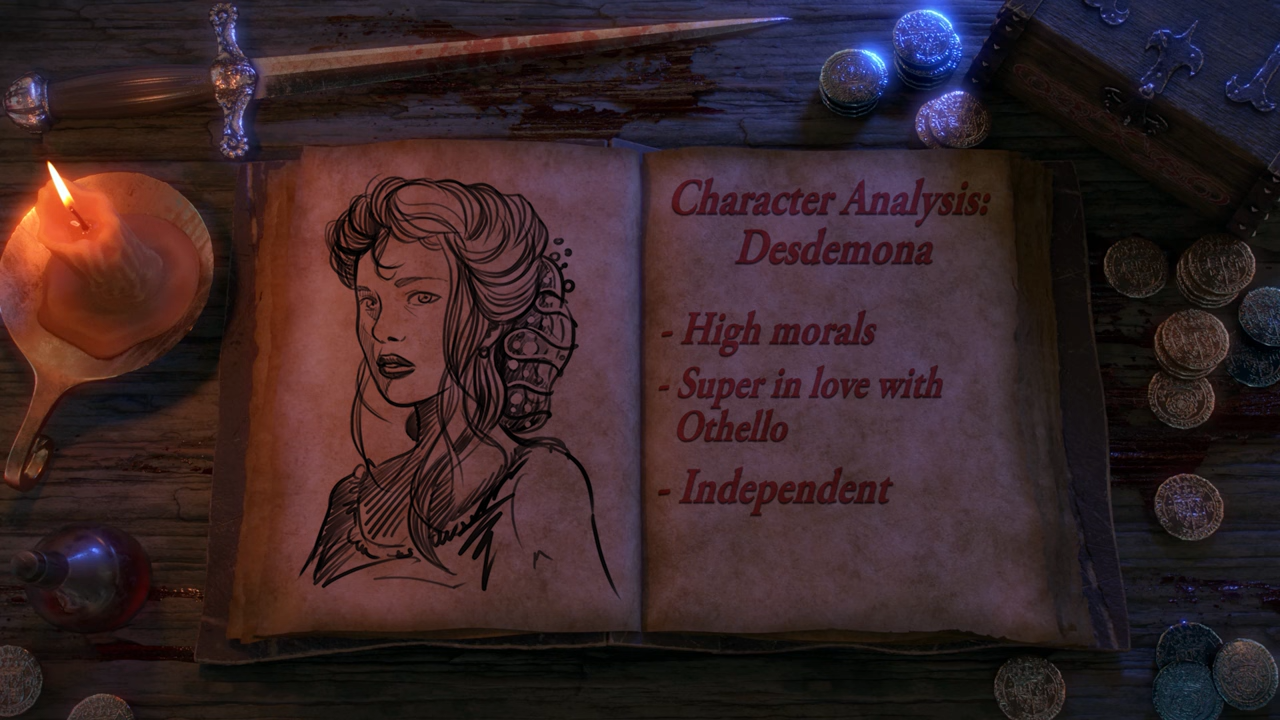 Character Analysis:
Desdemona
- High morals
- Super in love with
Othello
- Independent